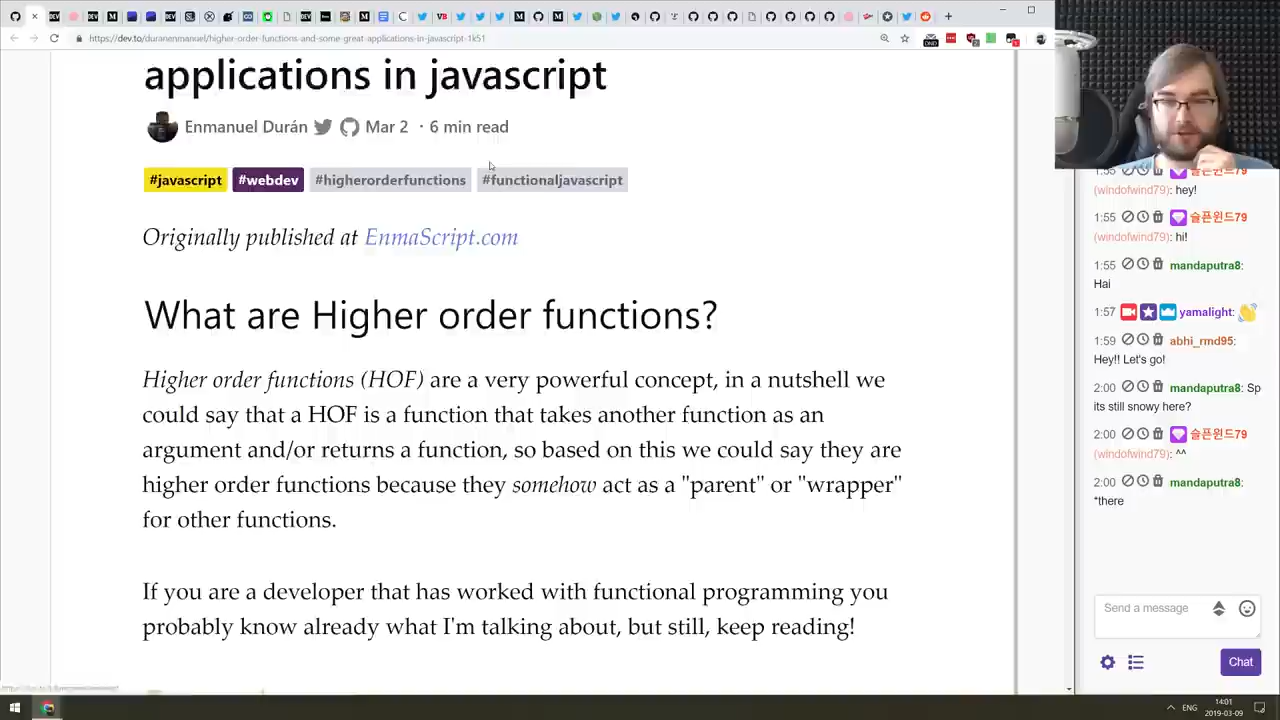 https://dev.to/duranenmanuel/higher-order-functions-and-some-great-applications-in-javascript-1k51
applications in javascript
Enmanuel Durán Mar 2 · 6 min read
#javascript #webdev #higherorderfunctions #functionaljavascript
Originally published at EnmaScript.com
What are Higher order functions?
Higher order functions (HOF) are a very powerful concept, in a nutshell we
could say that a HOF is a function that takes another function as an
argument and/or returns a function, so based on this we could say they are
higher order functions because they somehow act as a "parent" or "wrapper"
for other functions.
If you are a developer that has worked with functional programming you
probably know already what I'm talking about, but still, keep reading!
1:55 슬픈윈드79
(windofwind79): hey!
1:55 슬픈윈드79
(windofwind79): hi!
1:55 mandaputra8:
Hai
1:57 yamalight: 👋
1:59 abhi_rmd95:
Hey!! Let's go!
2:00 mandaputra8: Sp
its still snowy here?
2:00 슬픈윈드79
(windofwind79): ^^
2:00 mandaputra8:
*there
Send a message
Chat
ENG
14:01
2019-03-09